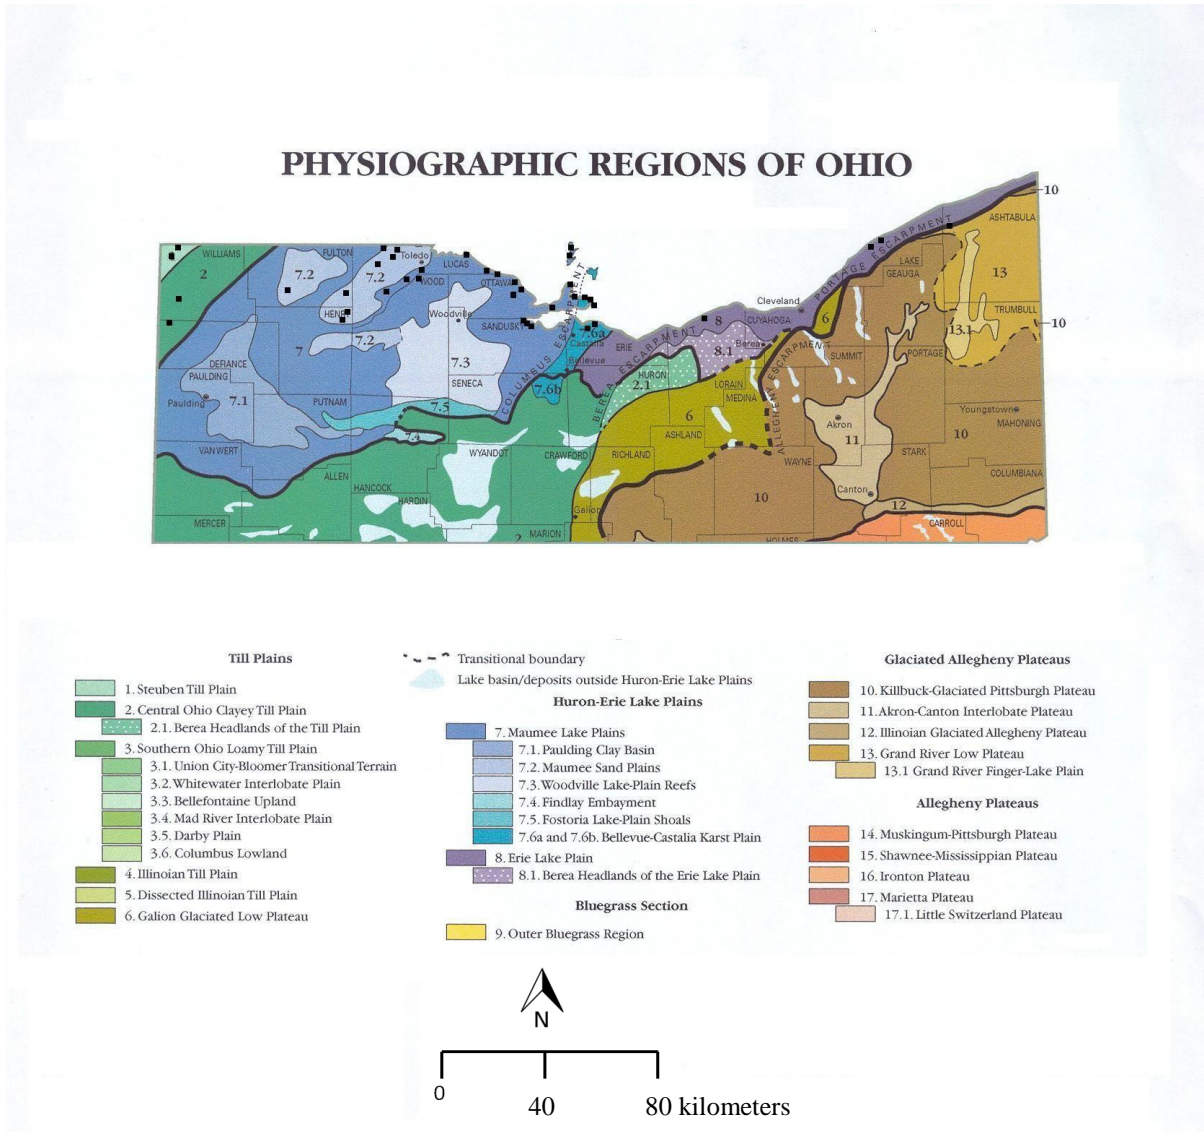 PHYSIOGRAPHIC REGIONS OF OHIO
10
ASHTABULA
PORTAGE ESCARPMENT
WILLIAMS
FULTON
Toledo
LUCAS
LAKE
GEAUGA
2
7.2
7.2
WOOD
OTTAWA
13
Cleveland
TRUMBULL
HENRY
Woodville
SANDUSKY
7.6a
8
CUYAHOGA
6
10
7
7.2
COLUMBUS ESCARPMENT
Castalia
ERIE
BEREA ESCARPMENT
8.1
Berea
13.1
DEFIANCE
7.3
Bellevue
SUMMIT
PORTAGE
PAULDING
SENECA
HURON
LORAIN
ALLEGHENY ESCARPMENT
Paulding
7.1
PUTNAM
7.5
7.6b
2.1
MEDINA
Youngstown
6
ASHLAND
Akron
MAHONING
VAN WERT
7.4
WYANDOT
CRAWFORD
RICHLAND
WAYNE
11
STARK
10
ALLEN
HANCOCK
COLUMBIANA
HARDIN
10
Canton
MERCER
Galion
12
MARION
CARROLL
2
HOLMES
Till Plains
1. Steuben Till Plain
2. Central Ohio Clayey Till Plain
2.1. Berea Headlands of the Till Plain
3. Southern Ohio Loamy Till Plain
3.1. Union City-Bloomer Transitional Terrain
3.2. Whitewater Interlobate Plain
3.3. Bellefontaine Upland
3.4. Mad River Interlobate Plain
3.5. Darby Plain
3.6. Columbus Lowland
4. Illinoian Till Plain
5. Dissected Illinoian Till Plain
6. Galion Glaciated Low Plateau
Transitional boundary
Lake basin/deposits outside Huron-Erie Lake Plains
Huron-Erie Lake Plains
7. Maumee Lake Plains
7.1. Paulding Clay Basin
7.2. Maumee Sand Plains
7.3. Woodville Lake-Plain Reefs
7.4. Findlay Embayment
7.5. Fostoria Lake-Plain Shoals
7.6a and 7.6b. Bellevue-Castalia Karst Plain
8. Erie Lake Plain
8.1. Berea Headlands of the Erie Lake Plain
Bluegrass Section
9. Outer Bluegrass Region
Glaciated Allegheny Plateaus
10. Killbuck-Glaciated Pittsburgh Plateau
11. Akron-Canton Interlobate Plateau
12. Illinoian Glaciated Allegheny Plateau
13. Grand River Low Plateau
13.1 Grand River Finger-Lake Plain
Allegheny Plateaus
14. Muskingum-Pittsburgh Plateau
15. Shawnee-Mississippian Plateau
16. Ironton Plateau
17. Marietta Plateau
17.1. Little Switzerland Plateau
N
0
40
80 kilometers